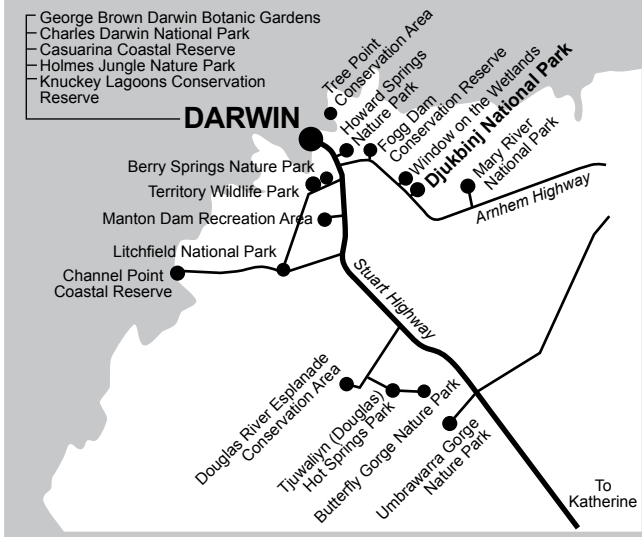 George Brown Darwin Botanic Gardens
Charles Darwin National Park
Casuarina Coastal Reserve
Holmes Jungle Nature Park
Knuckey Lagoons Conservation
Reserve
DARWIN
Tree Point
Conservation Area
Howard Springs
Nature Park
Fogg Dam
Conservation Reserve
Window on the Wetlands
Djukbinj National Park
Mary River
National Park
Arnhem Highway
Berry Springs Nature Park
Territory Wildlife Park
Manton Dam Recreation Area
Litchfield National Park
Channel Point
Coastal Reserve
Stuart Highway
Douglas River Esplanade
Conservation Area
Tjuwaliyn (Douglas)
Hot Springs Park
Butterfly Gorge Nature Park
Umbrawarra Gorge
Nature Park
To
Katherine